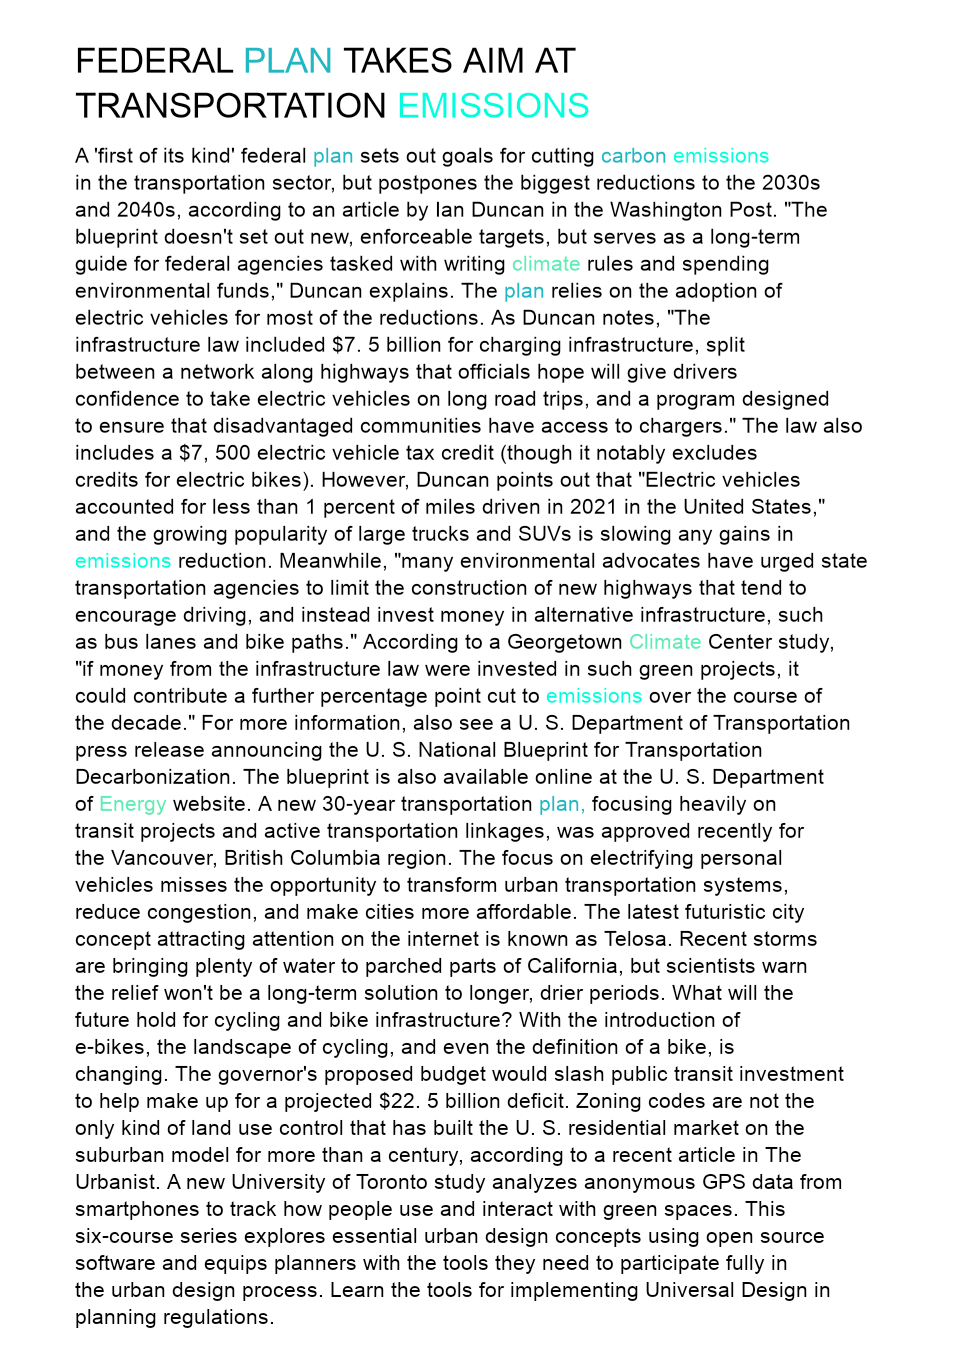 FEDERAL PLAN TAKES AIM AT
TRANSPORTATION EMISSIONS
A 'first of its kind' federal plan sets out goals for cutting carbon emissions
in the transportation sector, but postpones the biggest reductions to the 2030s
and 2040s, according to an article by Ian Duncan in the Washington Post. "The
blueprint doesn't set out new, enforceable targets, but serves as a long-term
guide for federal agencies tasked with writing climate rules and spending
environmental funds," Duncan explains. The plan relies on the adoption of
electric vehicles for most of the reductions. As Duncan notes, "The
infrastructure law included $7. 5 billion for charging infrastructure, split
between a network along highways that officials hope will give drivers
confidence to take electric vehicles on long road trips, and a program designed
to ensure that disadvantaged communities have access to chargers." The law also
includes a $7, 500 electric vehicle tax credit (though it notably excludes
credits for electric bikes). However, Duncan points out that "Electric vehicles
accounted for less than 1 percent of miles driven in 2021 in the United States,"
and the growing popularity of large trucks and SUVs is slowing any gains in
emissions reduction. Meanwhile, "many environmental advocates have urged state
transportation agencies to limit the construction of new highways that tend to
encourage driving, and instead invest money in alternative infrastructure, such
as bus lanes and bike paths." According to a Georgetown Climate Center study,
"if money from the infrastructure law were invested in such green projects, it
could contribute a further percentage point cut to emissions over the course of
the decade." For more information, also see a U. S. Department of Transportation
press release announcing the U. S. National Blueprint for Transportation
Decarbonization. The blueprint is also available online at the U. S. Department
of Energy website. A new 30-year transportation plan, focusing heavily on
transit projects and active transportation linkages, was approved recently for
the Vancouver, British Columbia region. The focus on electrifying personal
vehicles misses the opportunity to transform urban transportation systems,
reduce congestion, and make cities more affordable. The latest futuristic city
concept attracting attention on the internet is known as Telosa. Recent storms
are bringing plenty of water to parched parts of California, but scientists warn
the relief won't be a long-term solution to longer, drier periods. What will the
future hold for cycling and bike infrastructure? With the introduction of
e-bikes, the landscape of cycling, and even the definition of a bike, is
changing. The governor's proposed budget would slash public transit investment
to help make up for a projected $22. 5 billion deficit. Zoning codes are not the
only kind of land use control that has built the U. S. residential market on the
suburban model for more than a century, according to a recent article in The
Urbanist. A new University of Toronto study analyzes anonymous GPS data from
smartphones to track how people use and interact with green spaces. This
six-course series explores essential urban design concepts using open source
software and equips planners with the tools they need to participate fully in
the urban design process. Learn the tools for implementing Universal Design in
planning regulations.